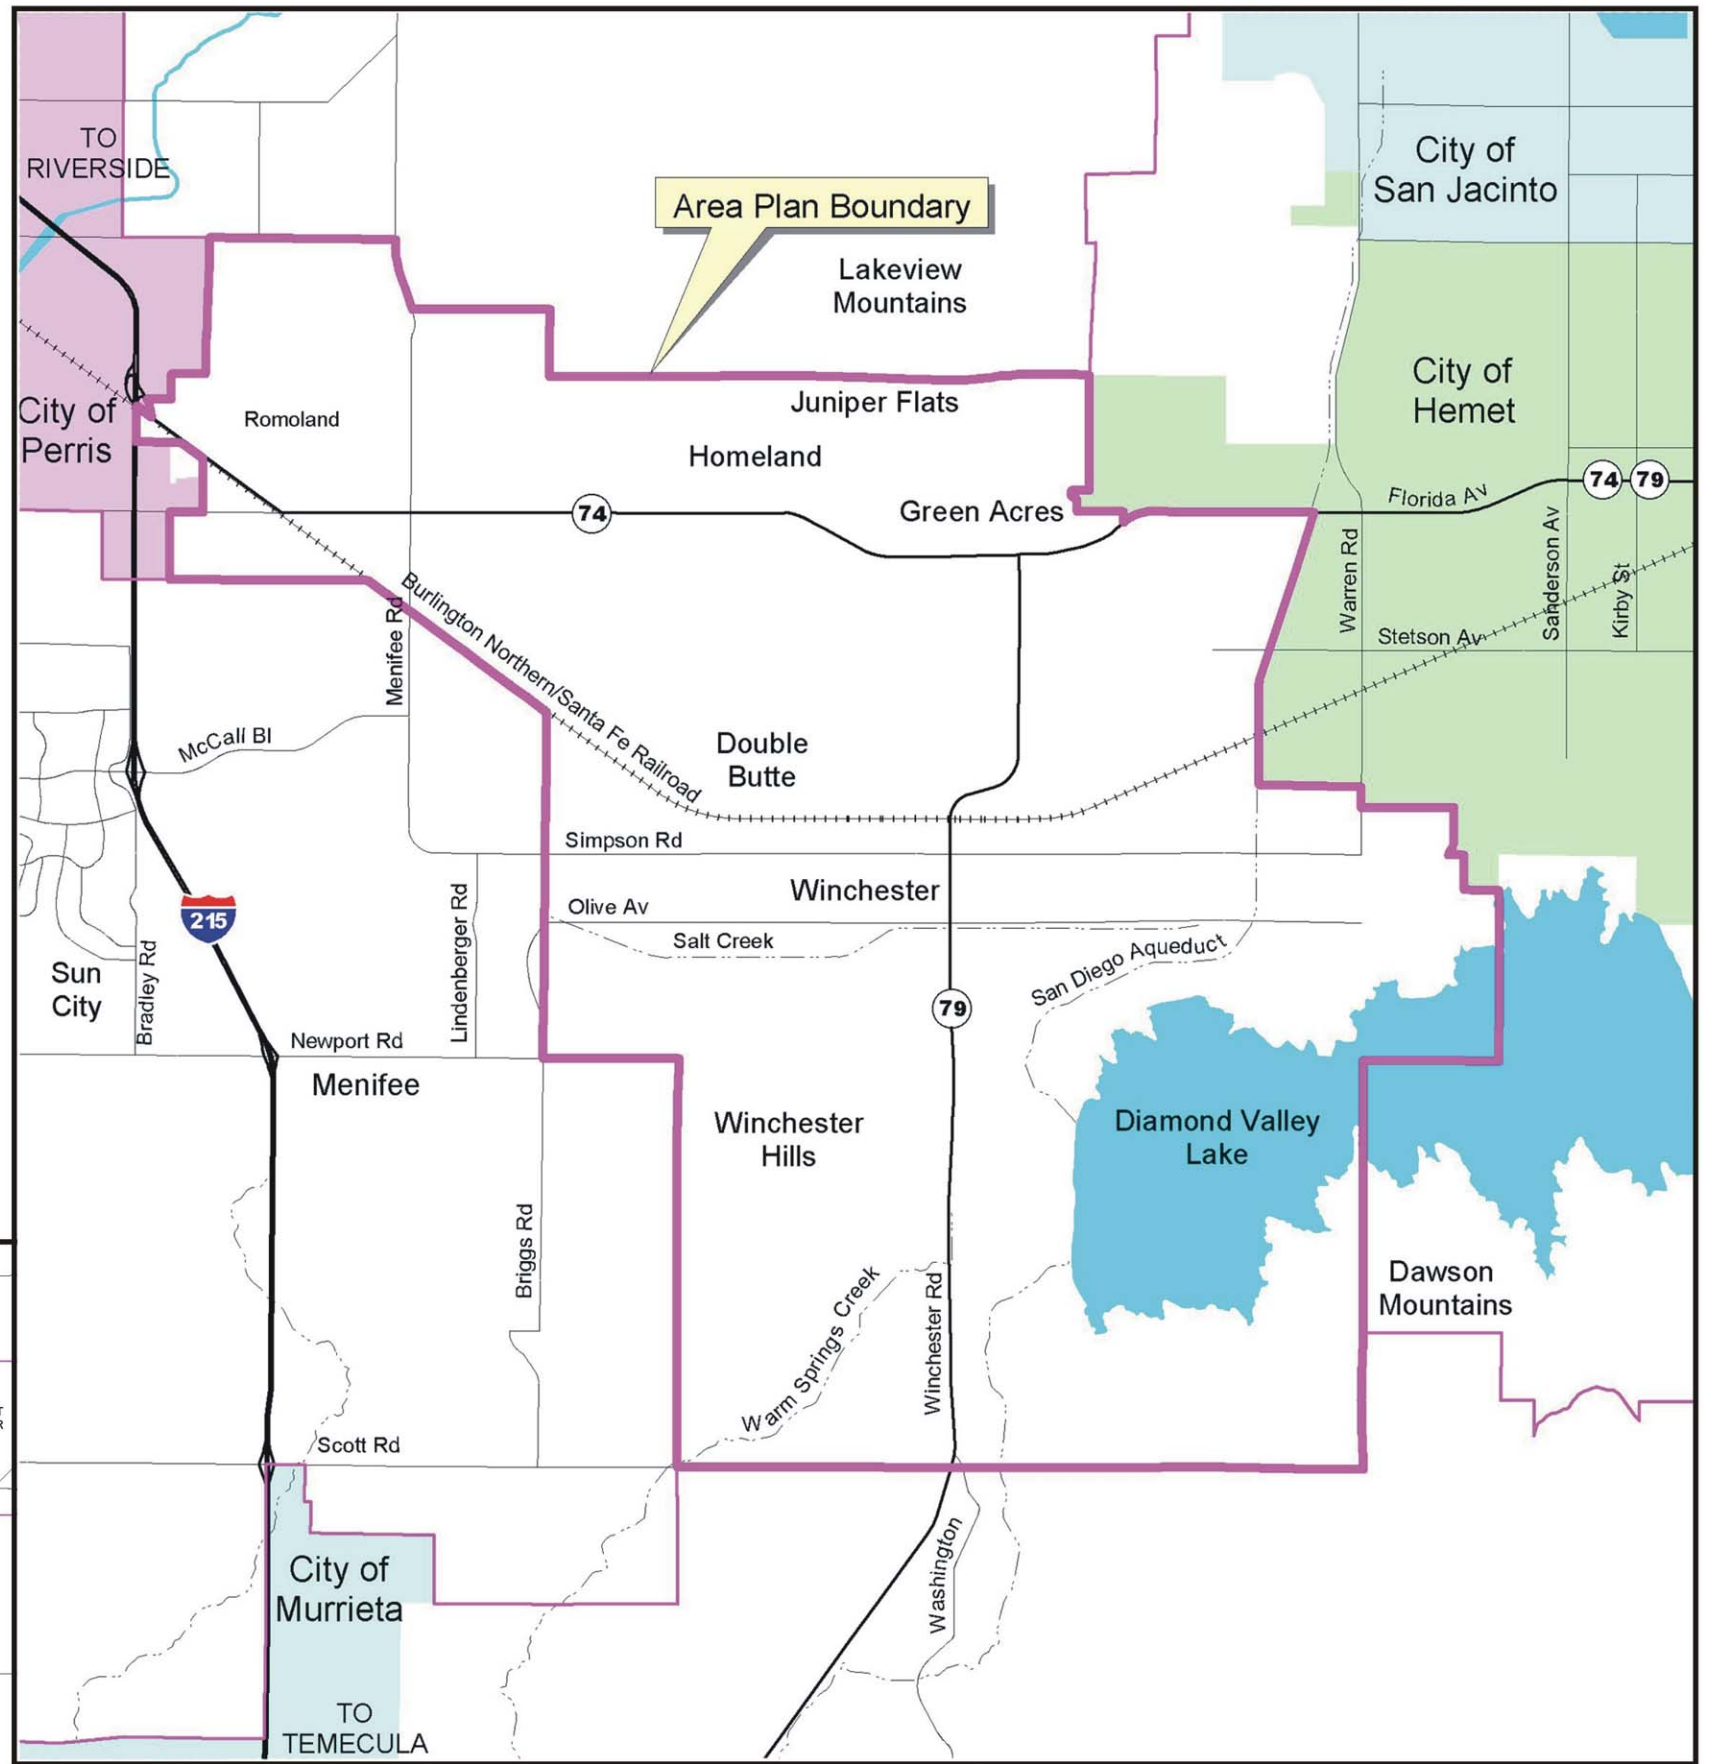 TO
RIVERSIDE
City of
San Jacinto
Area Plan Boundary
Lakeview
Mountains
City of
Hemet
City of
Perris
Romoland
Juniper Flats
Homeland
Green Acres
74
Florida Av
74
79
Warren Rd
Sanderson Av
Kirby St
Stetson Av
Menifee Rd
Burlington Northern/Santa Fe Railroad
McCall Bl
Double
Butte
Simpson Rd
Winchester
Olive Av
Salt Creek
San Diego Aqueduct
215
Lindenberger Rd
Bradley Rd
Sun
City
79
Newport Rd
Menifee
Winchester
Hills
Diamond Valley
Lake
Briggs Rd
Warm Springs Creek
Winchester Rd
Dawson
Mountains
Scott Rd
Washington
City of
Murrieta
TO
TEMECULA